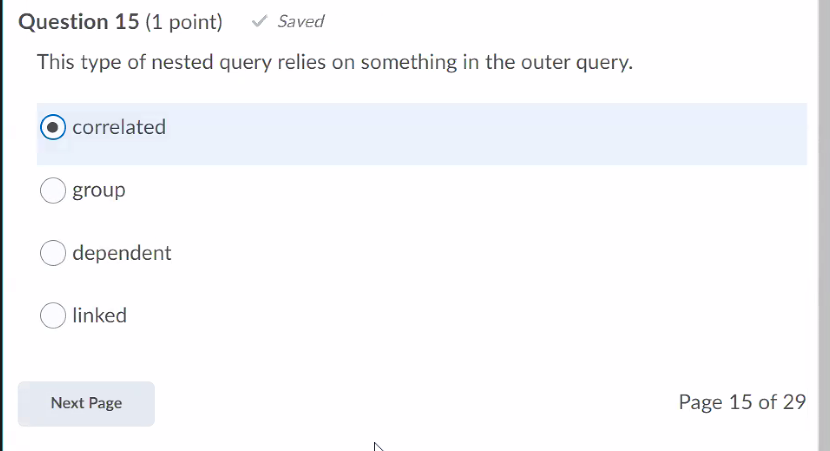 Question 15 (1 point) Saved
This type of nested query relies on something in the outer query.
correlated
group
dependent
linked
Next Page Page 15 of 29